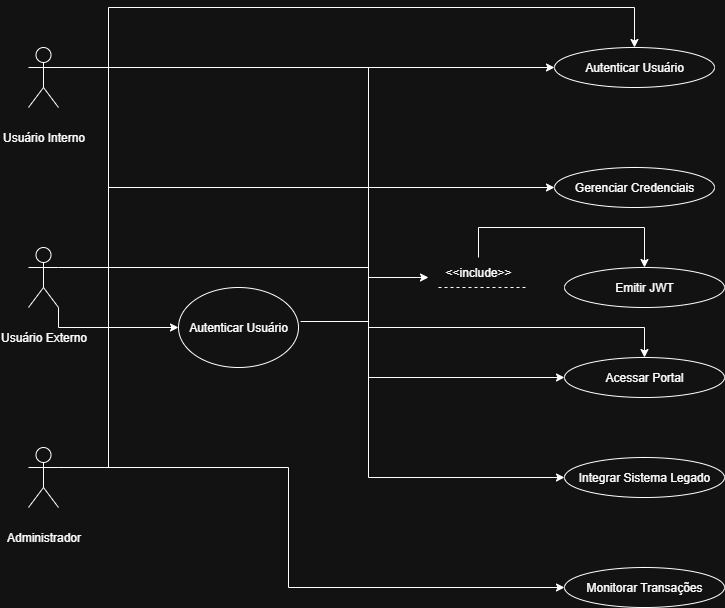 Autenticar Usuário
Usuário Interno
Gerenciar Credenciais
<<include>>
Emitir JWT
Autenticar Usuário
Usuário Externo
Acessar Portal
Integrar Sistema Legado
Administrador
Monitorar Transações